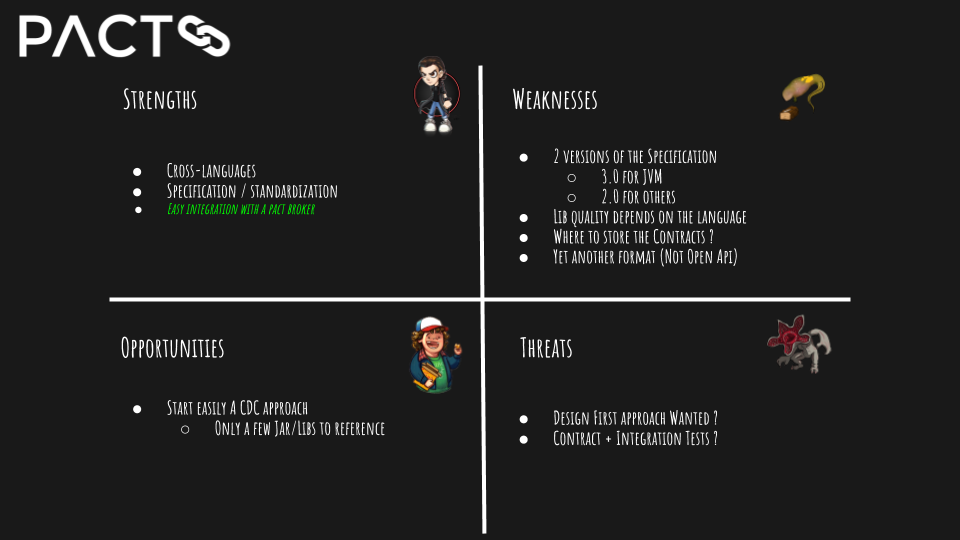 PACT
Strengths
Cross-languages
Specification / standardization
Easy integration with a pact broker
Weaknesses
2 versions of the Specification
3.0 for JVM
2.0 for others
Lib quality depends on the language
Where to store the Contracts ?
Yet another format (Not Open Api)
Opportunities
Start easily A CDC approach
Only a few Jar/Libs to reference
Threats
Design First approach Wanted ?
Contract + Integration Tests ?